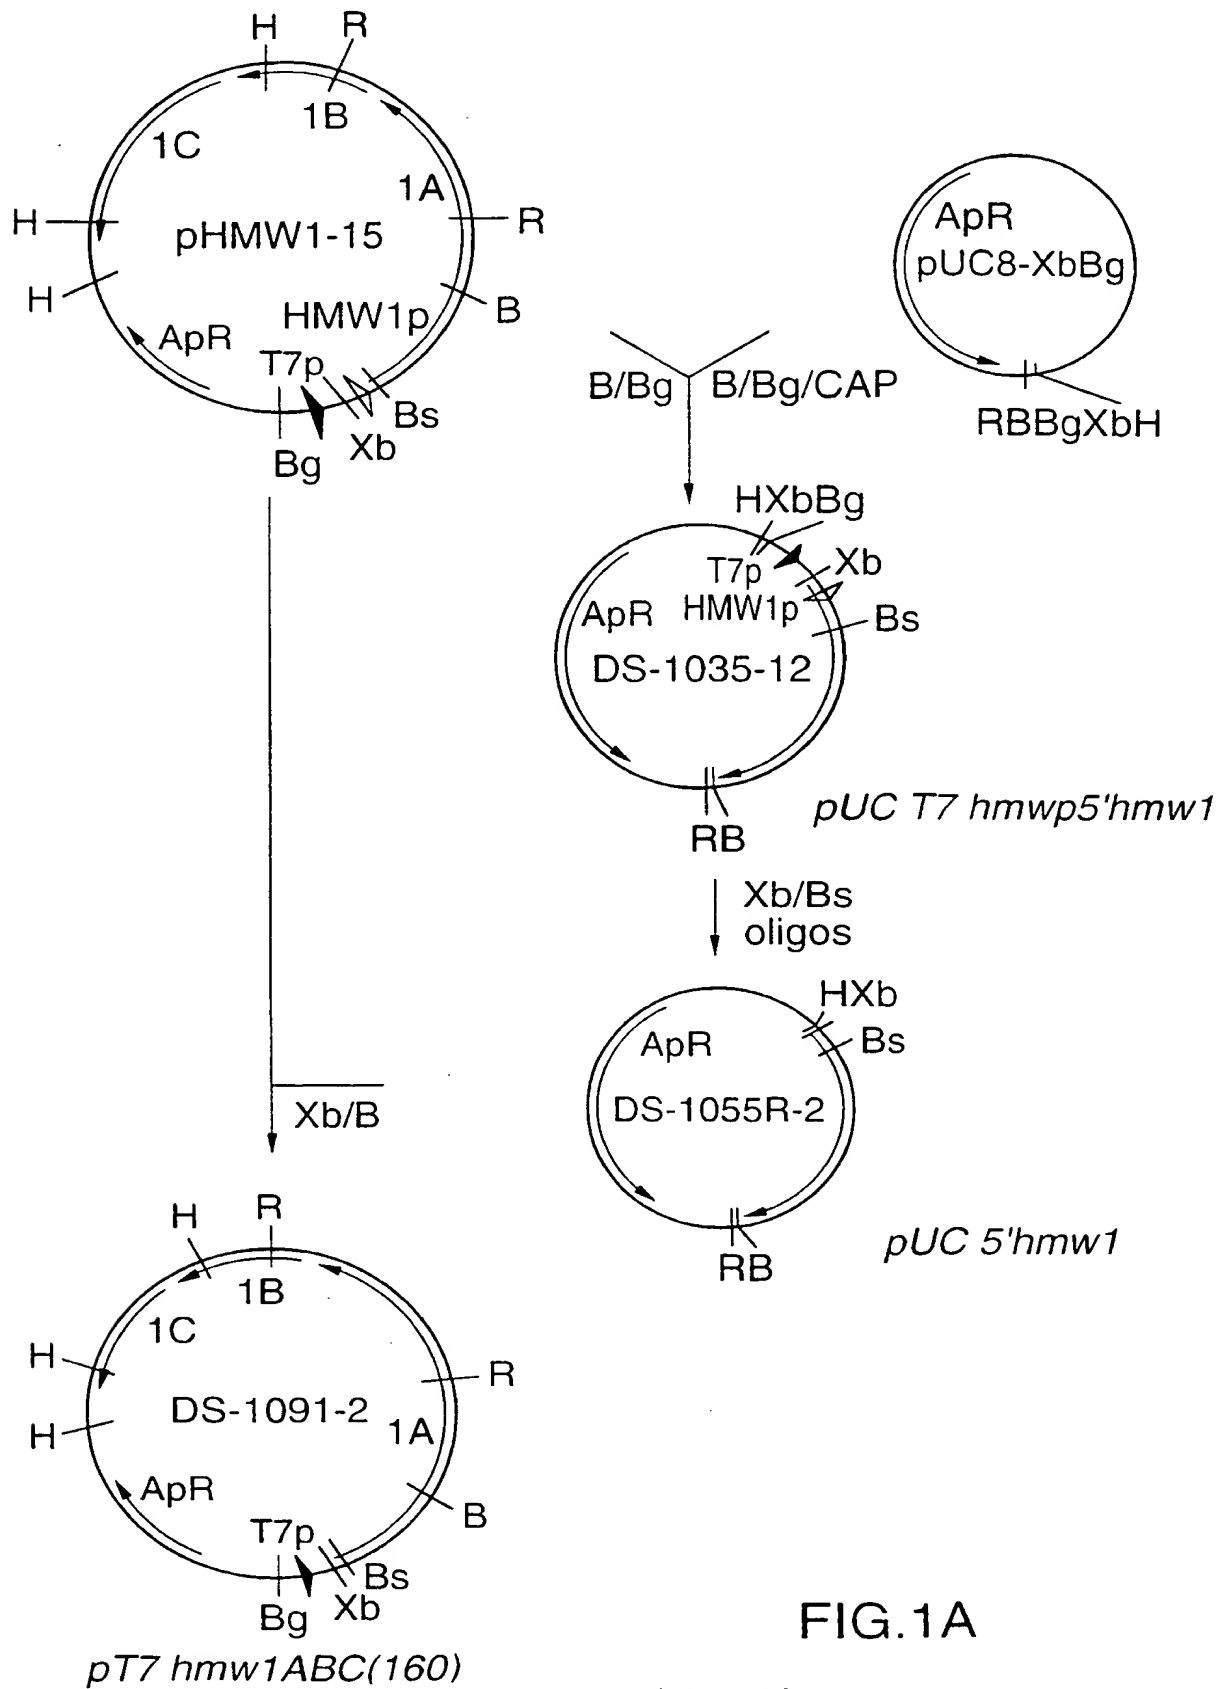 H
R
1B
1C
1A
H
pHMW1-15
R
H
HMW1p
B
ApR
T7p
Bs
Xb
Bg
ApR
pUC8-XbBg
RBBgXbH
B/Bg
B/Bg/CAP
HXbBg
T7p
Xb
HMW1p
ApR
Bs
DS-1035-12
RB
pUC T7 hmwp5'hmw1
Xb/Bs
oligos
HXb
ApR
Bs
DS-1055R-2
RB
pUC 5'hmw1
Xb/B
R
H
1B
1C
H
R
DS-1091-2
1A
H
ApR
B
T7p
Bs
Xb
Bg
pT7 hmw1ABC(160)
FIG.1A